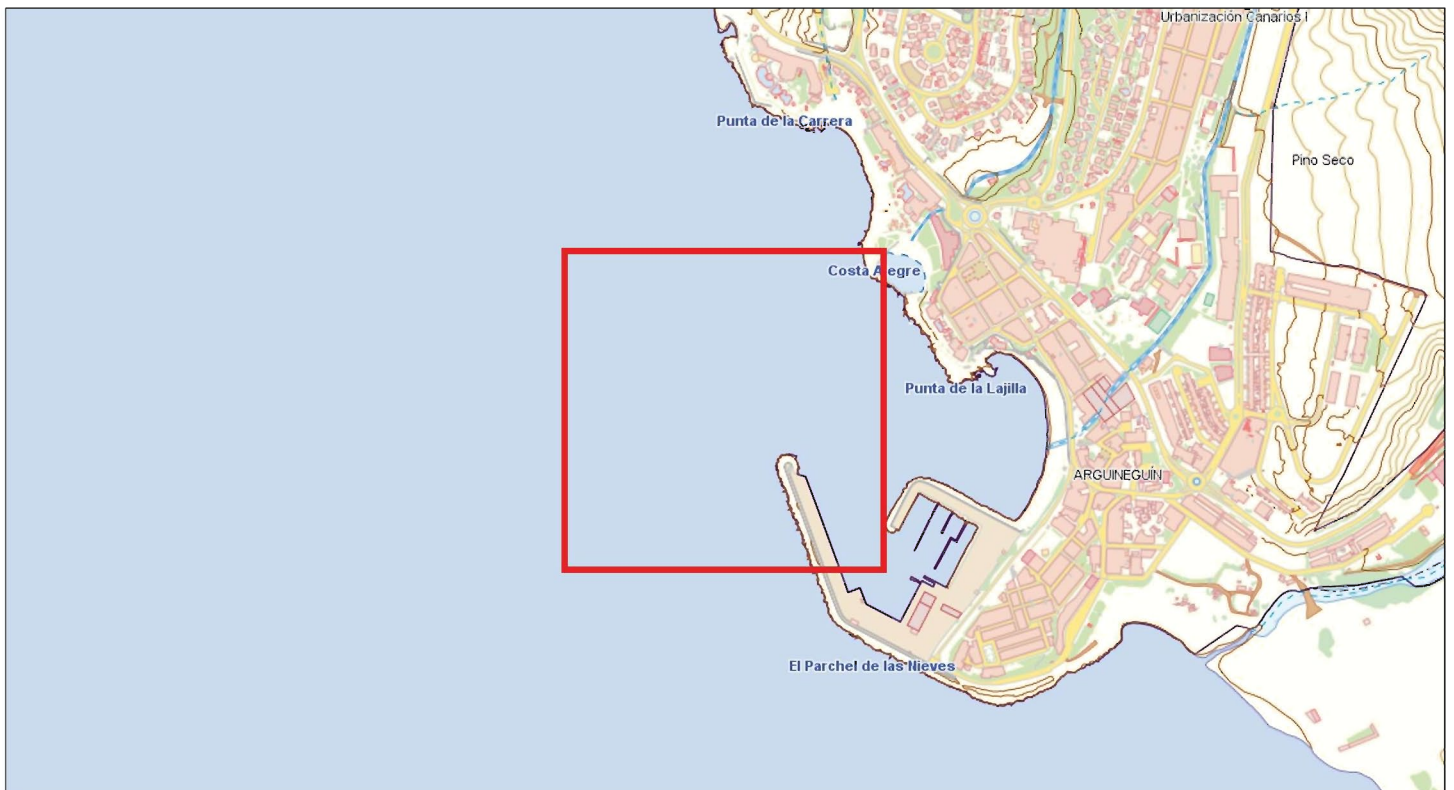 Urbanización Canarios I
Punta de la Carrera
Pino Seco
Costa Alegre
Punta de la Lajilla
ARGUINEGUÍN
El Parchel de las Nieves